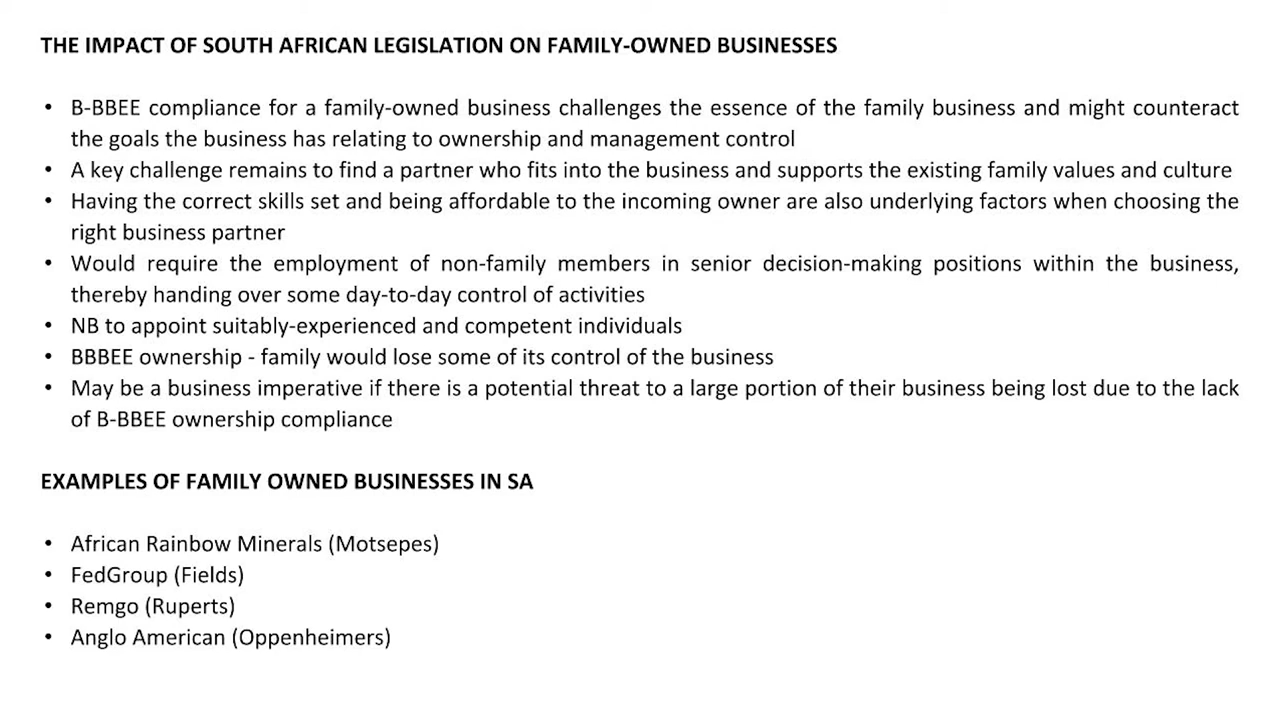 THE IMPACT OF SOUTH AFRICAN LEGISLATION ON FAMILY-OWNED BUSINESSES
• B-BBEE compliance for a family-owned business challenges the essence of the family business and might counteract
the goals the business has relating to ownership and management control
• A key challenge remains to find a partner who fits into the business and supports the existing family values and culture
• Having the correct skills set and being affordable to the incoming owner are also underlying factors when choosing the
right business partner
• Would require the employment of non-family members in senior decision-making positions within the business,
thereby handing over some day-to-day control of activities
• NB to appoint suitably-experienced and competent individuals
• BBBEE ownership - family would lose some of its control of the business
• May be a business imperative if there is a potential threat to a large portion of their business being lost due to the lack
of B-BBEE ownership compliance
EXAMPLES OF FAMILY OWNED BUSINESSES IN SA
• African Rainbow Minerals (Motsepes)
• FedGroup (Fields)
• Remgo (Ruperts)
• Anglo American (Oppenheimers)